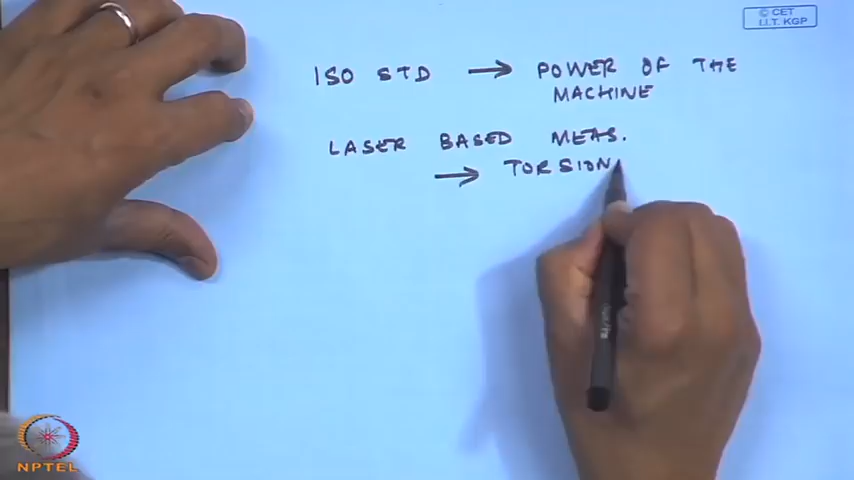 © CET
I.I.T. KGP
ISO STD → POWER OF THE
MACHINE
LASER BASED MEAS.
→ TORSION
NPTEL